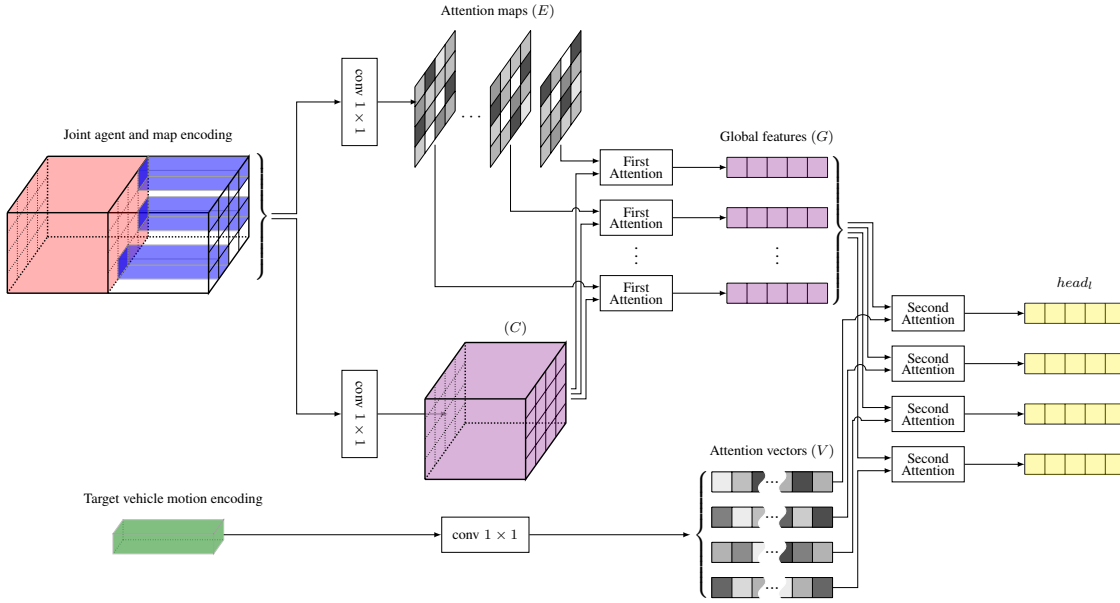 Attention maps (E)
conv 1 × 1
. . .
Joint agent and map encoding
Global features (G)
First
Attention
First
Attention
. . .
. . .
First
Attention
head_l
(C)
conv 1 × 1
Second
Attention
Second
Attention
Second
Attention
Second
Attention
Attention vectors (V)
...
...
...
...
Target vehicle motion encoding
conv 1 × 1